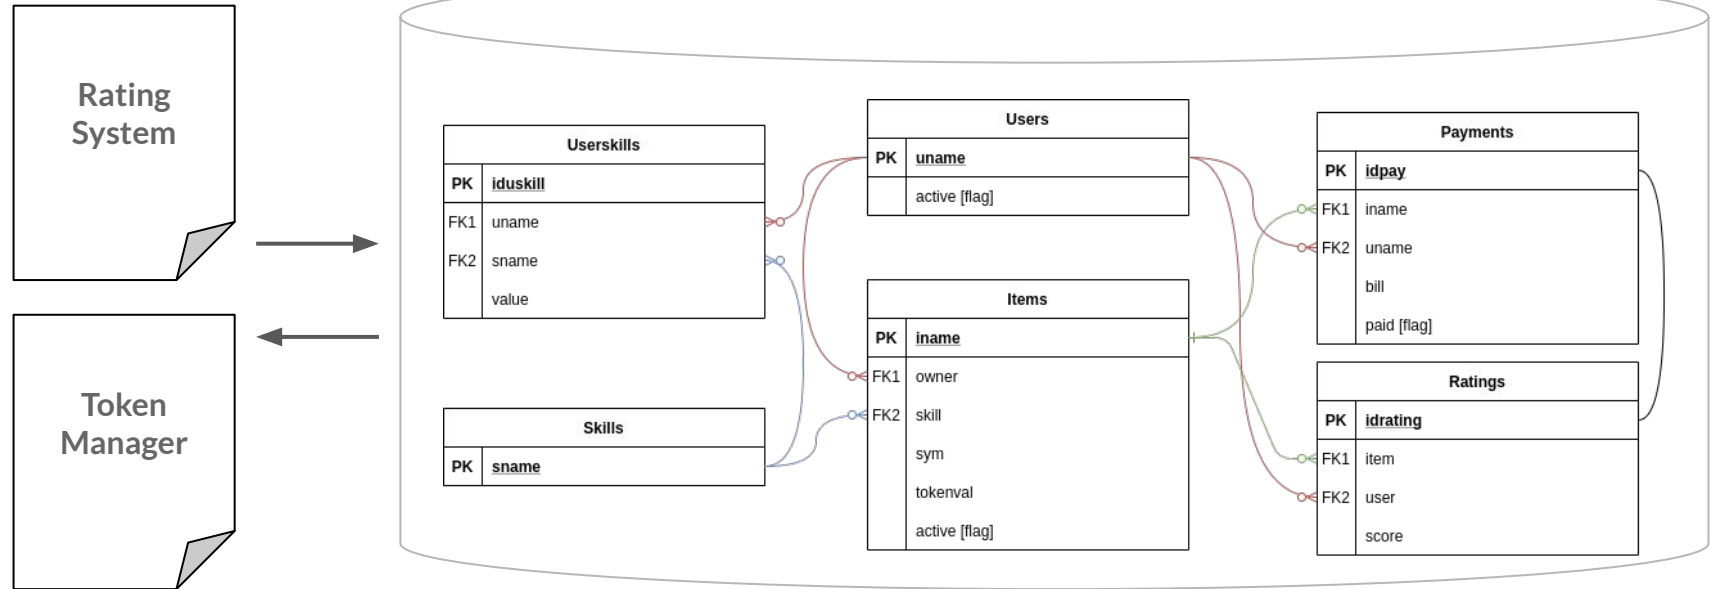 Rating
System
Token
Manager
Userskills
PK iduskill
FK1 uname
FK2 sname
value
Skills
PK sname
Users
PK uname
active [flag]
Items
PK iname
FK1 owner
FK2 skill
sym
tokenval
active [flag]
Payments
PK idpay
FK1 iname
FK2 uname
bill
paid [flag]
Ratings
PK idrating
FK1 item
FK2 user
score